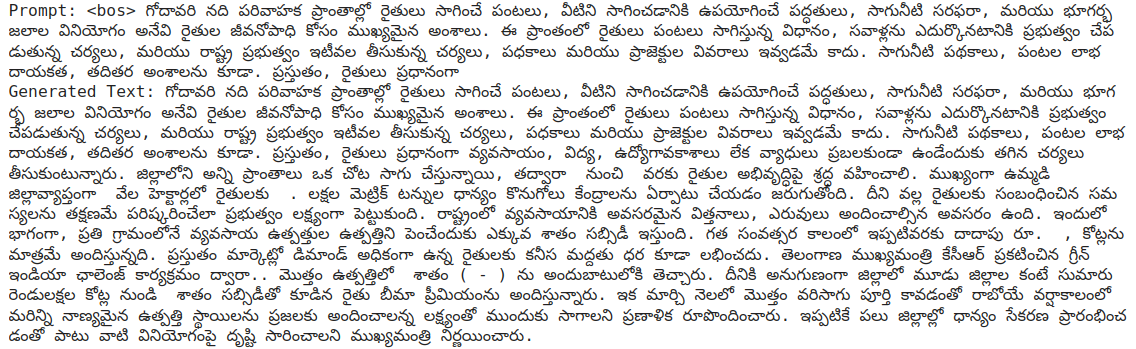 Prompt: <bos> గోదావరి నది పరివాహక ప్రాంతాల్లో రైతులు సాగించే పంటలు, వీటిని సాగించడానికి ఉపయోగించే పద్ధతులు, సాగునీటి సరఫరా, మరియు భూగర్భ
జలాల వినియోగం అనేవి రైతుల జీవనోపాధి కోసం ముఖ్యమైన అంశాలు. ఈ ప్రాంతంలో రైతులు పంటలు సాగిస్తున్న విధానం, సవాళ్లను ఎదుర్కొనటానికి ప్రభుత్వం చేప
డుతున్న చర్యలు, మరియు రాష్ట్ర ప్రభుత్వం ఇటీవల తీసుకున్న చర్యలు, పధకాలు మరియు ప్రాజెక్టుల వివరాలు ఇవ్వడమే కాదు. సాగునీటి పథకాలు, పంటల లాభ
దాయకత, తదితర అంశాలను కూడా. ప్రస్తుతం, రైతులు ప్రధానంగా
Generated Text: గోదావరి నది పరివాహక ప్రాంతాల్లో రైతులు సాగించే పంటలు, వీటిని సాగించడానికి ఉపయోగించే పద్ధతులు, సాగునీటి సరఫరా, మరియు భూగ
ర్భ జలాల వినియోగం అనేవి రైతుల జీవనోపాధి కోసం ముఖ్యమైన అంశాలు. ఈ ప్రాంతంలో రైతులు పంటలు సాగిస్తున్న విధానం, సవాళ్లను ఎదుర్కొనటానికి ప్రభుత్వం
చేపడుతున్న చర్యలు, మరియు రాష్ట్ర ప్రభుత్వం ఇటీవల తీసుకున్న చర్యలు, పధకాలు మరియు ప్రాజెక్టుల వివరాలు ఇవ్వడమే కాదు. సాగునీటి పథకాలు, పంటల లాభ
దాయకత, తదితర అంశాలను కూడా. ప్రస్తుతం, రైతులు ప్రధానంగా వ్యవసాయం, విద్య, ఉద్యోగావకాశాలు లేక వ్యాధులు ప్రబలకుండా ఉండేందుకు తగిన చర్యలు
తీసుకుంటున్నారు. జిల్లాలోని అన్ని ప్రాంతాలు ఒక చోట సాగు చేస్తున్నాయి, తద్వారా  నుంచి  వరకు రైతుల అభివృద్ధిపై శ్రద్ధ వహించాలి. ముఖ్యంగా ఉమ్మడి
జిల్లావ్యాప్తంగా  వేల హెక్టార్లలో రైతులకు  . లక్షల మెట్రిక్ టన్నుల ధాన్యం కొనుగోలు కేంద్రాలను ఏర్పాటు చేయడం జరుగుతోంది. దీని వల్ల రైతులకు సంబంధించిన సమ
స్యలను తక్షణమే పరిష్కరించేలా ప్రభుత్వం లక్ష్యంగా పెట్టుకుంది. రాష్ట్రంలో వ్యవసాయానికి అవసరమైన విత్తనాలు, ఎరువులు అందించాల్సిన అవసరం ఉంది. ఇందులో
భాగంగా, ప్రతి గ్రామంలోనే వ్యవసాయ ఉత్పత్తుల ఉత్పత్తిని పెంచేందుకు ఎక్కువ శాతం సబ్సిడీ ఇస్తుంది. గత సంవత్సర కాలంలో ఇప్పటివరకు దాదాపు రూ.  , కోట్లను
మాత్రమే అందిస్తున్నది. ప్రస్తుతం మార్కెట్లో డిమాండ్ అధికంగా ఉన్న రైతులకు కనీస మద్దతు ధర కూడా లభించదు. తెలంగాణ ముఖ్యమంత్రి కేసీఆర్ ప్రకటించిన గ్రీన్
ఇండియా ఛాలెంజ్ కార్యక్రమం ద్వారా.. మొత్తం ఉత్పత్తిలో  శాతం ( - ) ను అందుబాటులోకి తెచ్చారు. దీనికి అనుగుణంగా జిల్లాలో మూడు జిల్లాల కంటే సుమారు
రెండులక్షల కోట్ల నుండి  శాతం సబ్సిడీతో కూడిన రైతు బీమా ప్రీమియంను అందిస్తున్నారు. ఇక మార్చి నెలలో మొత్తం వరిసాగు పూర్తి కావడంతో రాబోయే వర్షాకాలంలో
మరిన్ని నాణ్యమైన ఉత్పత్తి స్థాయిలను ప్రజలకు అందించాలన్న లక్ష్యంతో ముందుకు సాగాలని ప్రణాళిక రూపొందించారు. ఇప్పటికే పలు జిల్లాల్లో ధాన్యం సేకరణ ప్రారంభించ
డంతో పాటు వాటి వినియోగంపై దృష్టి సారించాలని ముఖ్యమంత్రి నిర్ణయించారు.